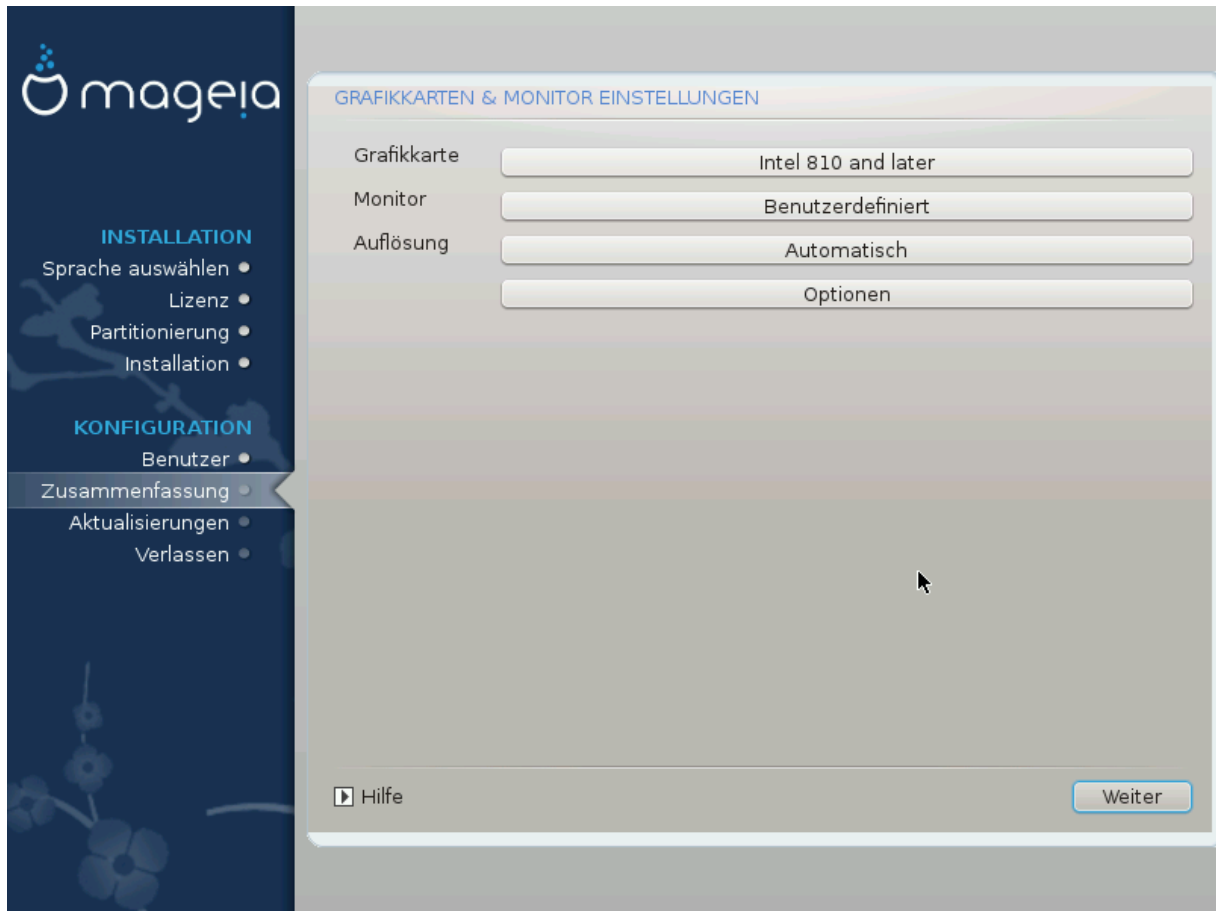 mageia
INSTALLATION
Sprache auswählen
Lizenz
Partitionierung
Installation
KONFIGURATION
Benutzer
Zusammenfassung
Aktualisierungen
Verlassen
GRAFIKKARTEN & MONITOR EINSTELLUNGEN
Grafikkarte
Intel 810 and later
Monitor
Benutzerdefiniert
Auflösung
Automatisch
Optionen
Hilfe
Weiter